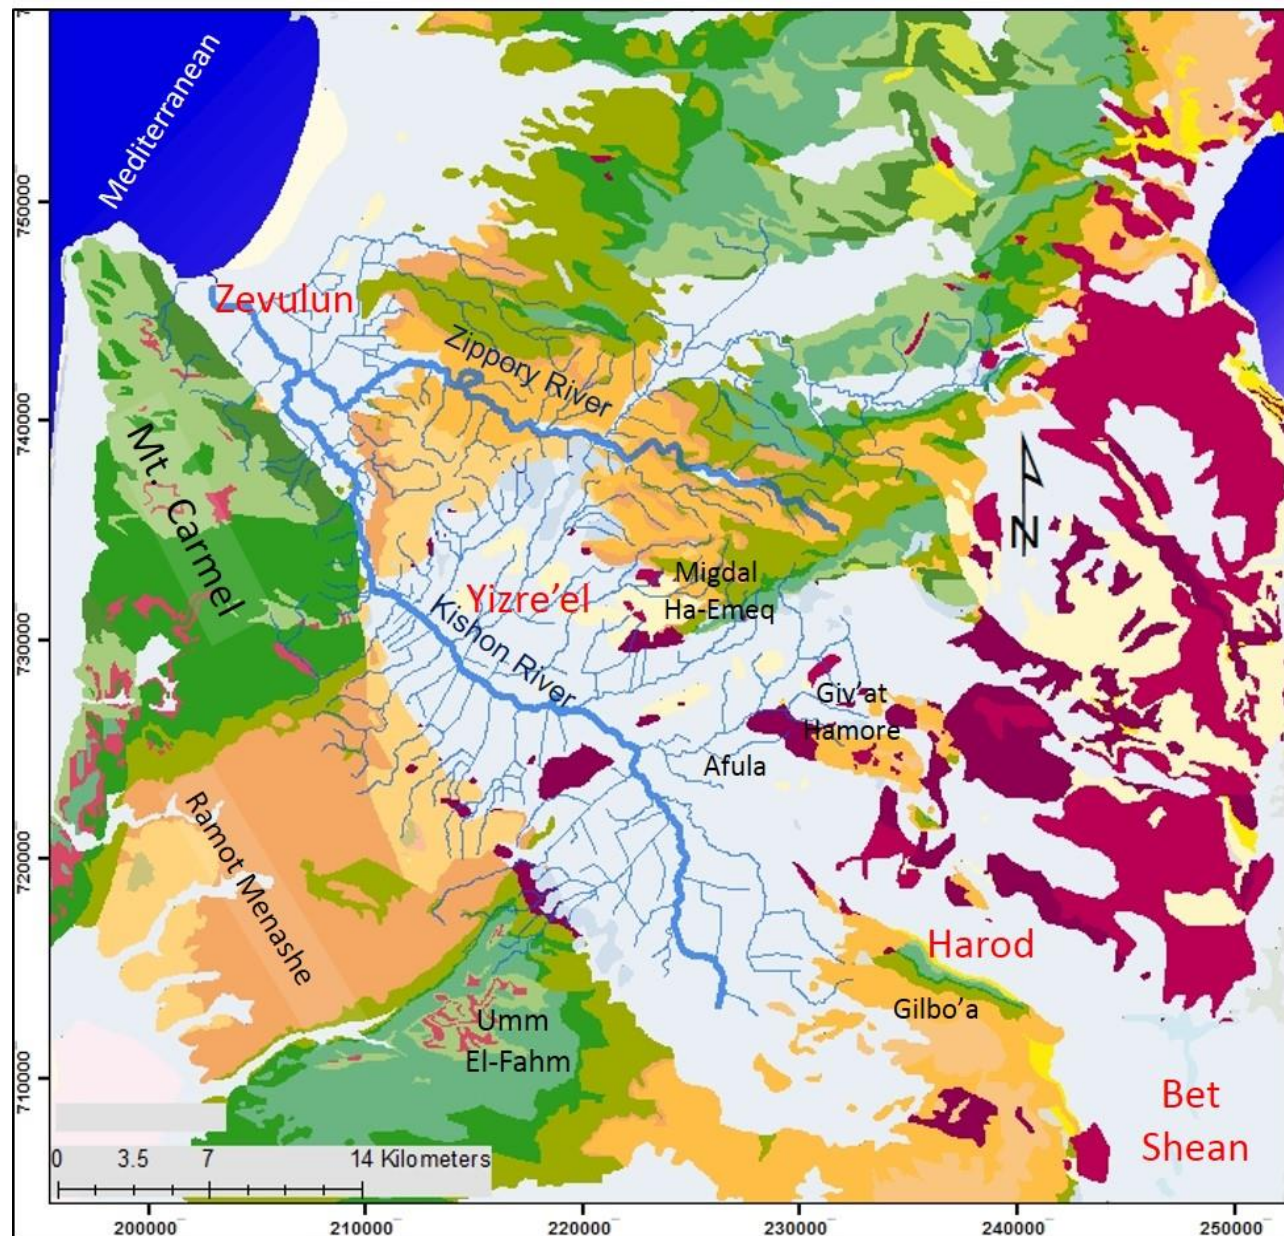 Mediterranean
750000
Zevulun
Zippory River
740000
Mt. Carmel
N
Migdal
Ha-Emeq
Yizre'el
Kishon River
730000
Giv'at
Hamore
Afula
Ramot Menashe
720000
Harod
Gilbo'a
Umm
El-Fahm
710000
Bet
Shean
0 3.5 7 14 Kilometers
200000 210000 220000 230000 240000 250000